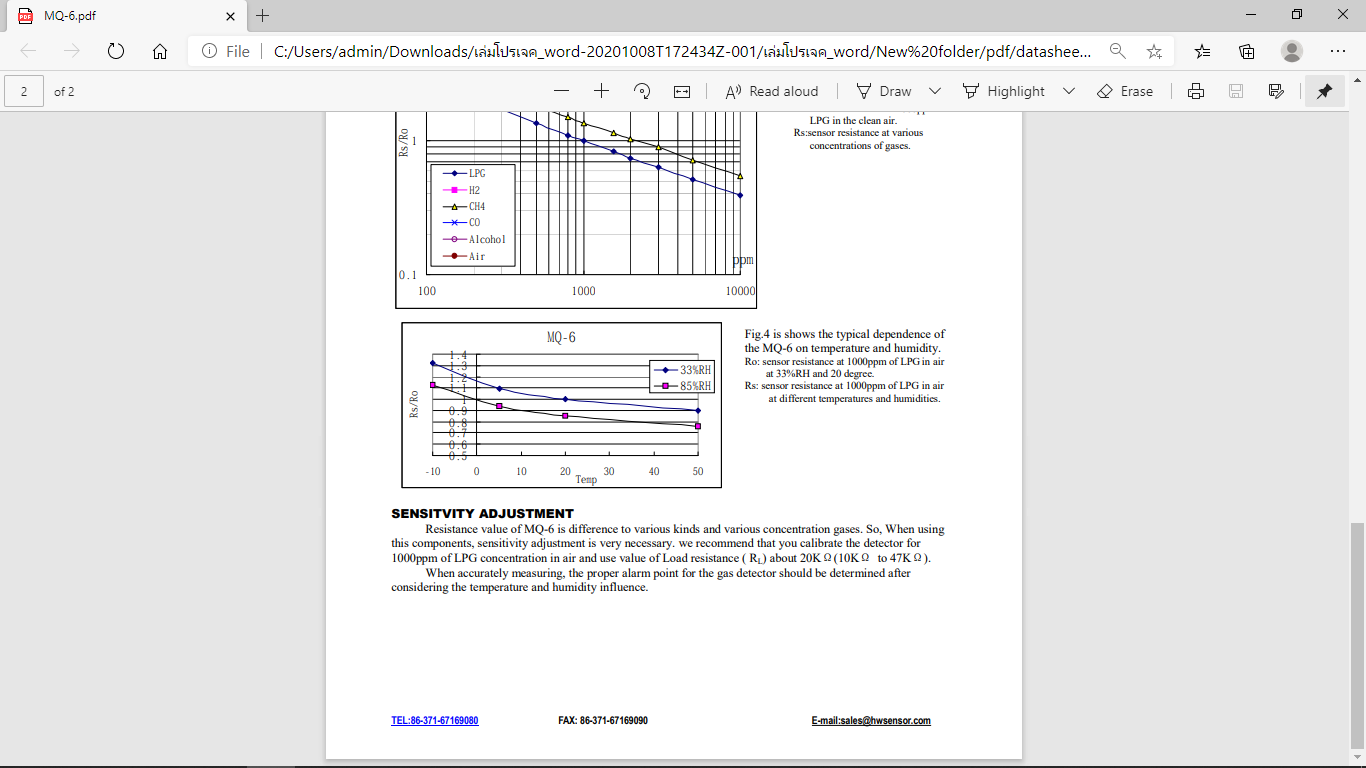 MQ-6.pdf
File
C:/Users/admin/Downloads/เล่มโปรเจค_word-20201008T172434Z-001/เล่มโปรเจค_word/New%20folder/pdf/datashee...
2 of 2
Read aloud
Draw
Highlight
Erase
LPG in the clean air.
Rs:sensor resistance at various
concentrations of gases.
Rs/Ro
1
0.1
LPG
H2
CH4
CO
Alcohol
Air
ppm
100 1000 10000
MQ-6
Rs/Ro
1.4
1.3
1.2
1.1
1
0.9
0.8
0.7
0.6
0.5
33%RH
85%RH
-10 0 10 20 30 40 50
Temp
Fig.4 is shows the typical dependence of
the MQ-6 on temperature and humidity.
Ro: sensor resistance at 1000ppm of LPG in air
at 33%RH and 20 degree.
Rs: sensor resistance at 1000ppm of LPG in air
at different temperatures and humidities.
SENSITVITY ADJUSTMENT
Resistance value of MQ-6 is difference to various kinds and various concentration gases. So, When using
this components, sensitivity adjustment is very necessary. we recommend that you calibrate the detector for
1000ppm of LPG concentration in air and use value of Load resistance ( RL) about 20KΩ(10KΩ to 47KΩ).
When accurately measuring, the proper alarm point for the gas detector should be determined after
considering the temperature and humidity influence.
TEL:86-371-67169080 FAX: 86-371-67169090 E-mail:sales@hwsensor.com